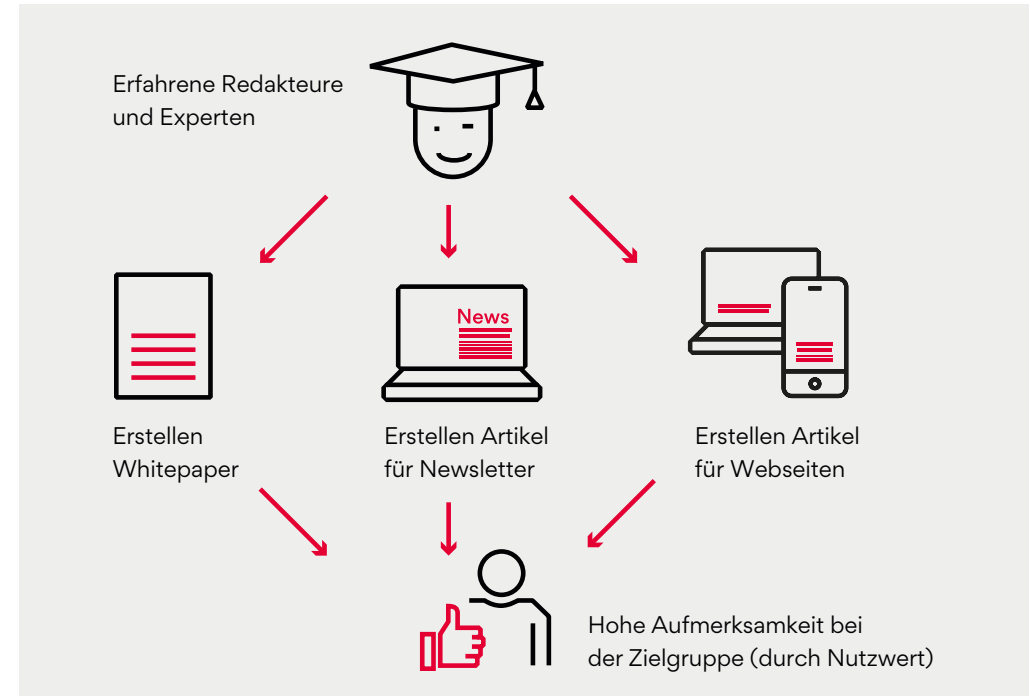 Erfahrene Redakteure
und Experten
News
Erstellen
Whitepaper
Erstellen Artikel
für Newsletter
Erstellen Artikel
für Webseiten
Hohe Aufmerksamkeit bei
der Zielgruppe (durch Nutzwert)